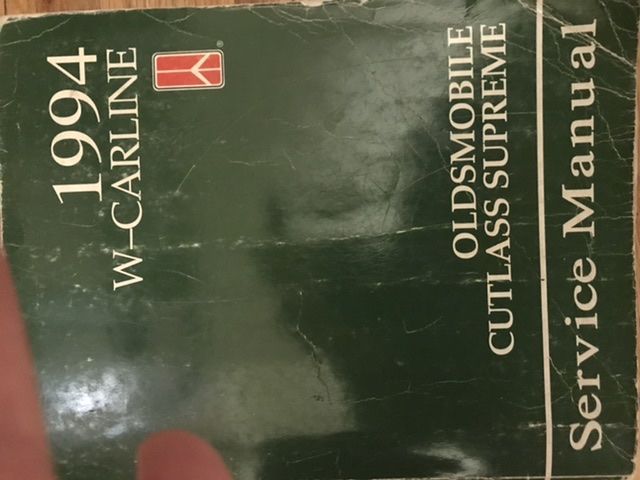 1994
W–CARLINE
OLDSMOBILE
CUTLASS SUPREME
Service Manual